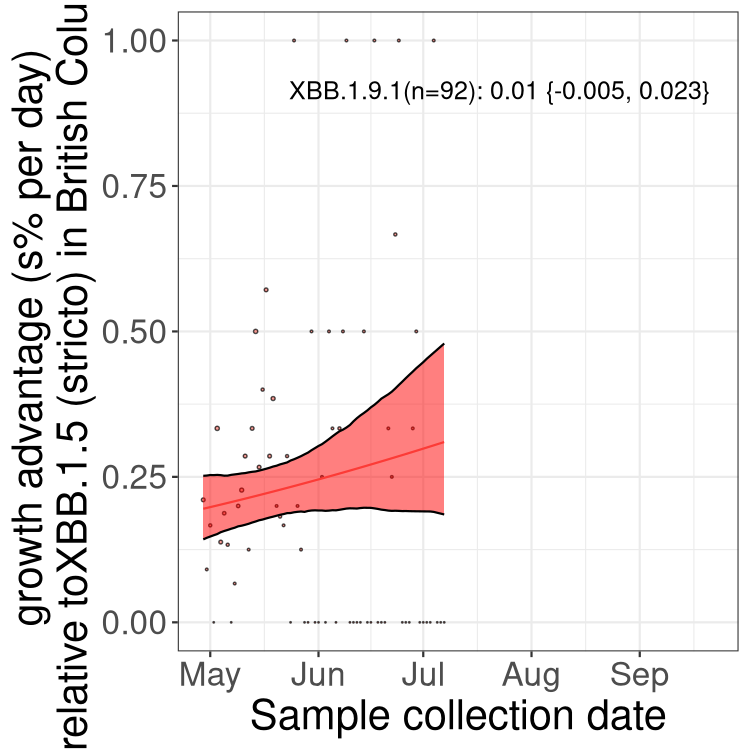 growth advantage (s% per day)
relative toXBB.1.5 (stricto) in British Colu
1.00
0.75
0.50
0.25
0.00
XBB.1.9.1(n=92): 0.01 {-0.005, 0.023}
May Jun Jul Aug Sep
Sample collection date